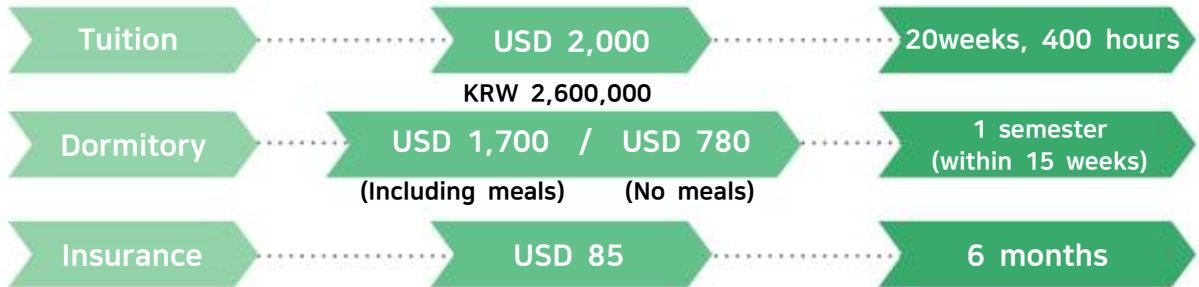 Tuition USD 2,000 20weeks, 400 hours
KRW 2,600,000
Dormitory USD 1,700 / USD 780 1 semester
(within 15 weeks)
(Including meals) (No meals)
Insurance USD 85 6 months